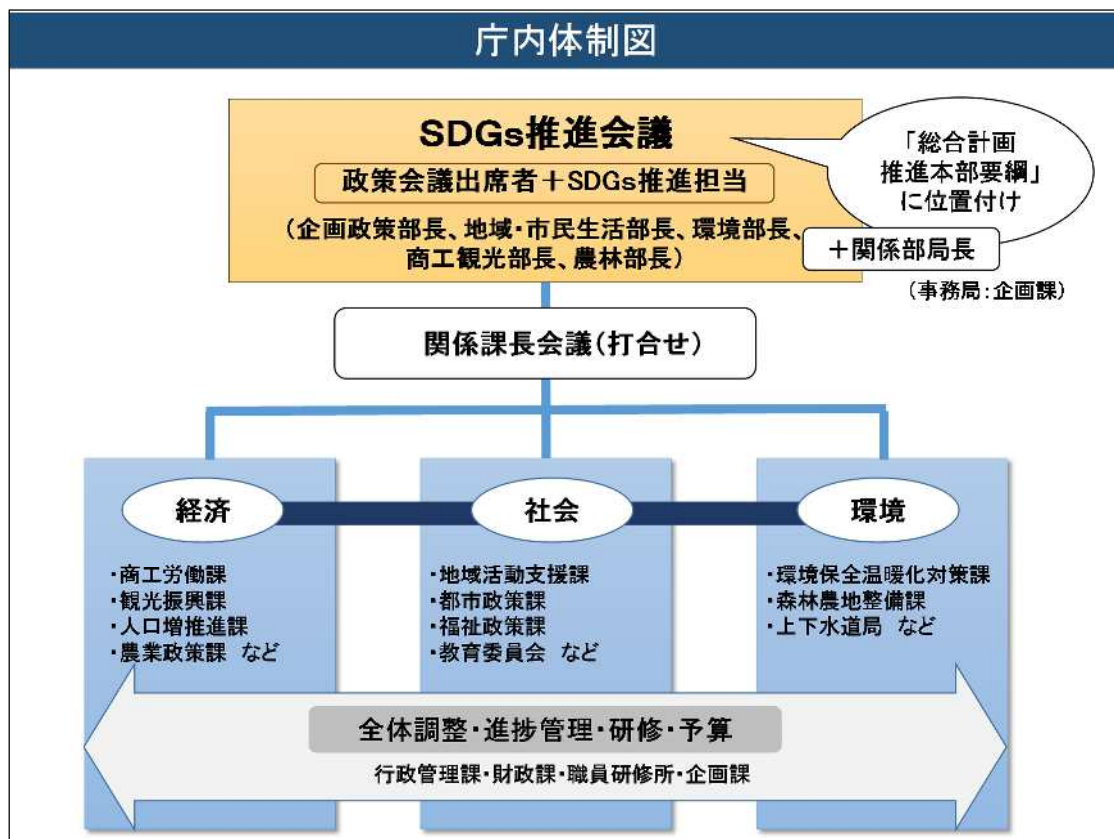 庁内体制図
SDGs推進会議
政策会議出席者＋SDGs推進担当
（企画政策部長、地域・市民生活部長、環境部長、
商工観光部長、農林部長）
「総合計画
推進本部要綱」
に位置付け
＋関係部局長
（事務局：企画課）
関係課長会議（打合せ）
経済
・商工労働課
・観光振興課
・人口増推進課
・農業政策課 など
社会
・地域活動支援課
・都市政策課
・福祉政策課
・教育委員会 など
環境
・環境保全温暖化対策課
・森林農地整備課
・上下水道局 など
全体調整・進捗管理・研修・予算
行政管理課・財政課・職員研修所・企画課